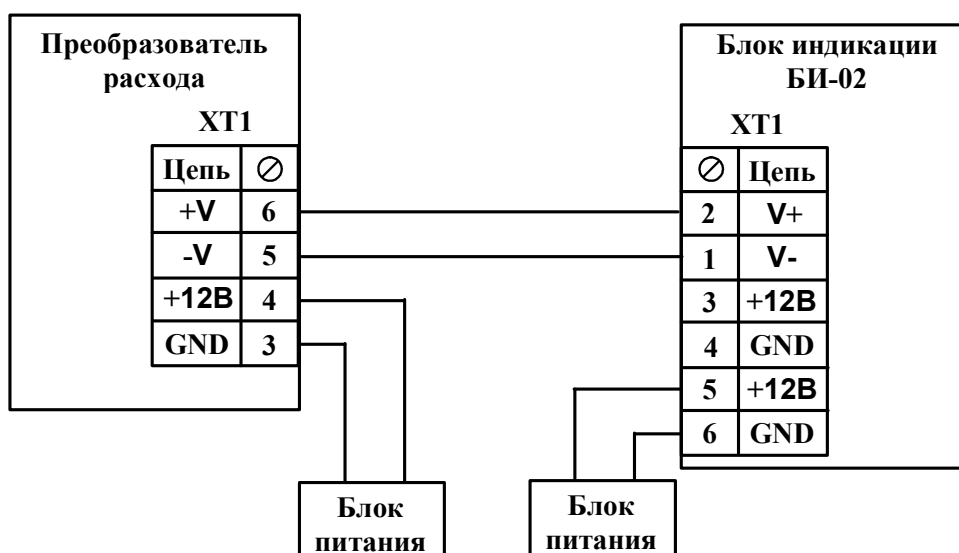 Преобразователь
расхода
XT1
Цепь
+V 6
-V 5
+12В 4
GND 3
Блок индикации
БИ-02
XT1
Цепь
2 V+
1 V-
3 +12В
4 GND
5 +12В
6 GND
Блок
питания
Блок
питания